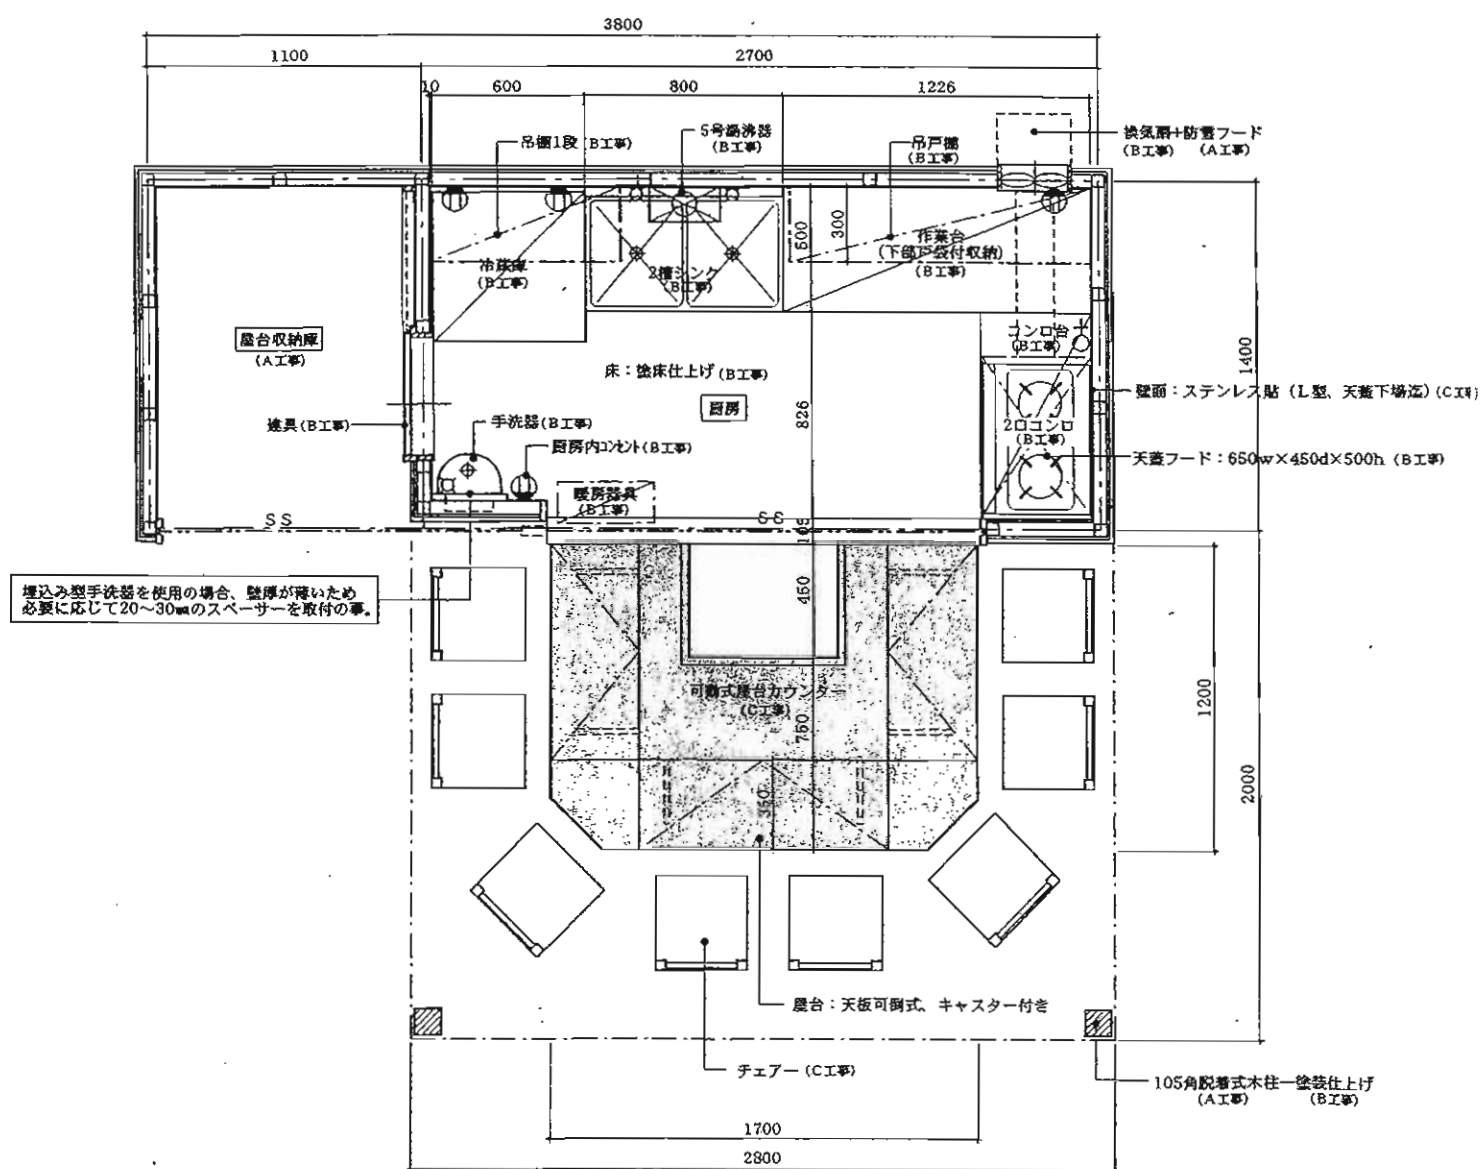 3800
1100
2700
10
600
800
1226
吊棚1段(B工事)
5号湯沸器
(B工事)
吊戸棚
(B工事)
換気扇+防雪フード
(B工事) (A工事)
500
300
作業台
(下部戸袋付収納)
(B工事)
冷蔵庫
(B工事)
2槽シンク
(B工事)
屋台収納庫
(A工事)
コンロ台
(B工事)
1400
床:塗床仕上げ(B工事)
厨房
826
壁面:ステンレス貼(L型、天蓋下場迄)(C工事)
建具(B工事)
手洗器(B工事)
厨房内コンセント(B工事)
2口コンロ
(B工事)
天蓋フード:650w×450d×500h(B工事)
暖房器具
(B工事)
SS
SS
105
埋込み型手洗器を使用の場合、壁厚が薄いため
必要に応じて20~30㎜のスペーサーを取付の事。
450
可動式屋台カウンター
(C工事)
750
350
1200
2000
屋台:天板可倒式、キャスター付き
チェアー(C工事)
105角脱着式木柱ー塗装仕上げ
(A工事) (B工事)
1700
2800